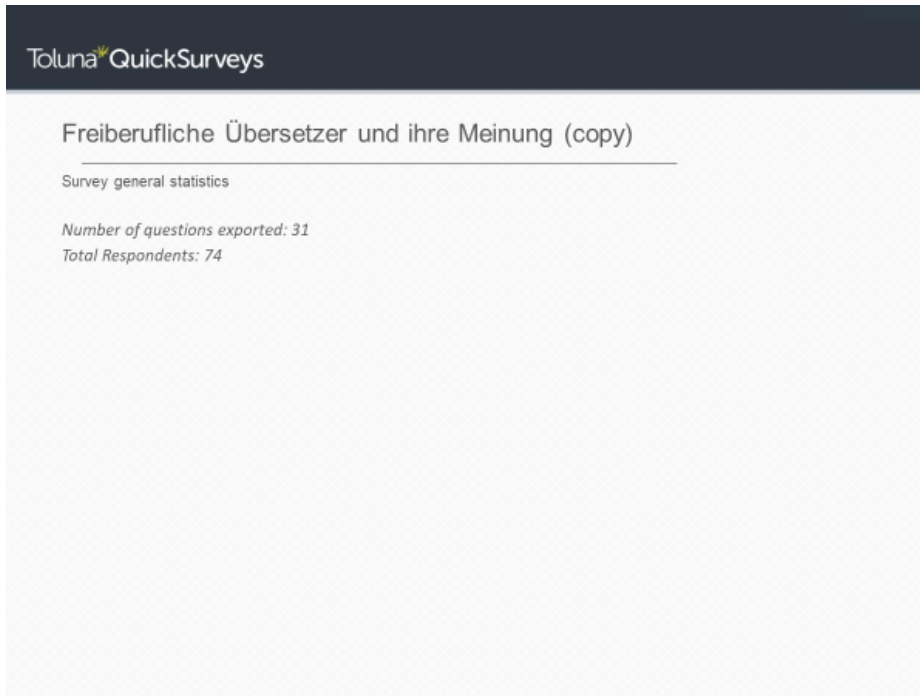 Toluna QuickSurveys
Freiberufliche Übersetzer und ihre Meinung (copy)
Survey general statistics
Number of questions exported: 31
Total Respondents: 74